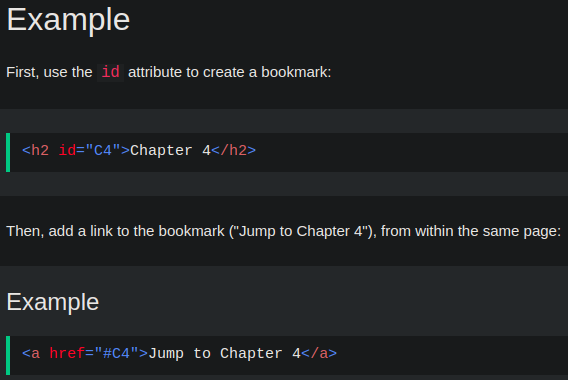 Example
First, use the id attribute to create a bookmark:
<h2 id="C4">Chapter 4</h2>
Then, add a link to the bookmark ("Jump to Chapter 4"), from within the same page:
Example
<a href="#C4">Jump to Chapter 4</a>